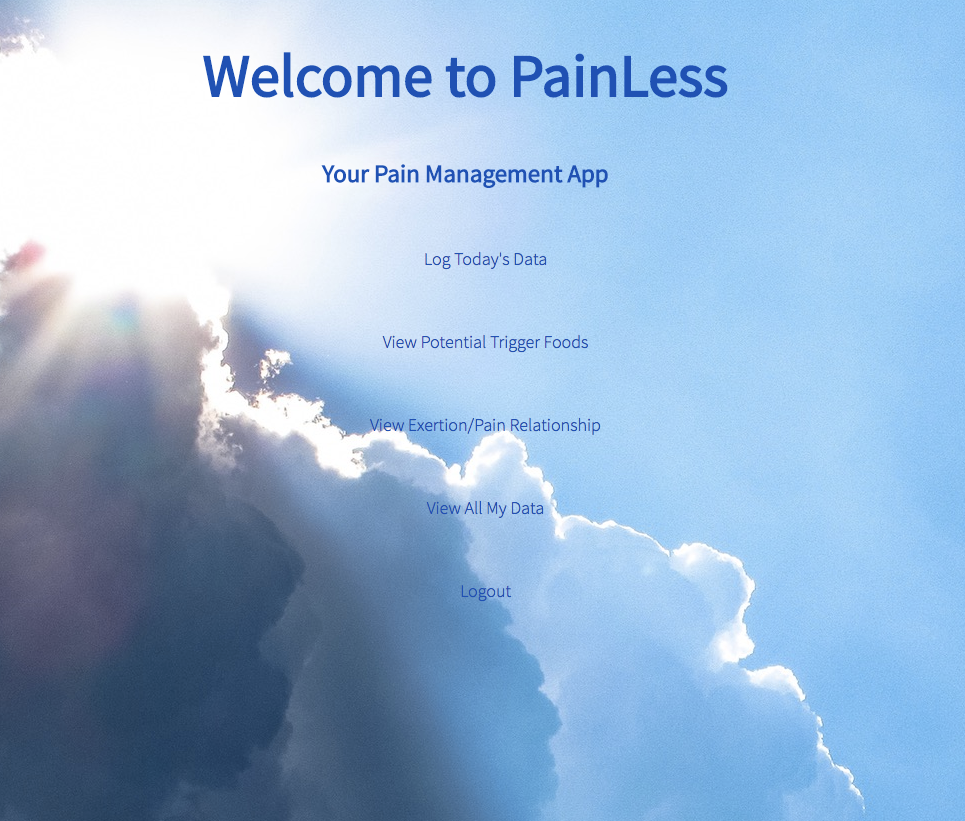 Welcome to PainLess
Your Pain Management App
Log Today's Data
View Potential Trigger Foods
View Exertion/Pain Relationship
View All My Data
Logout